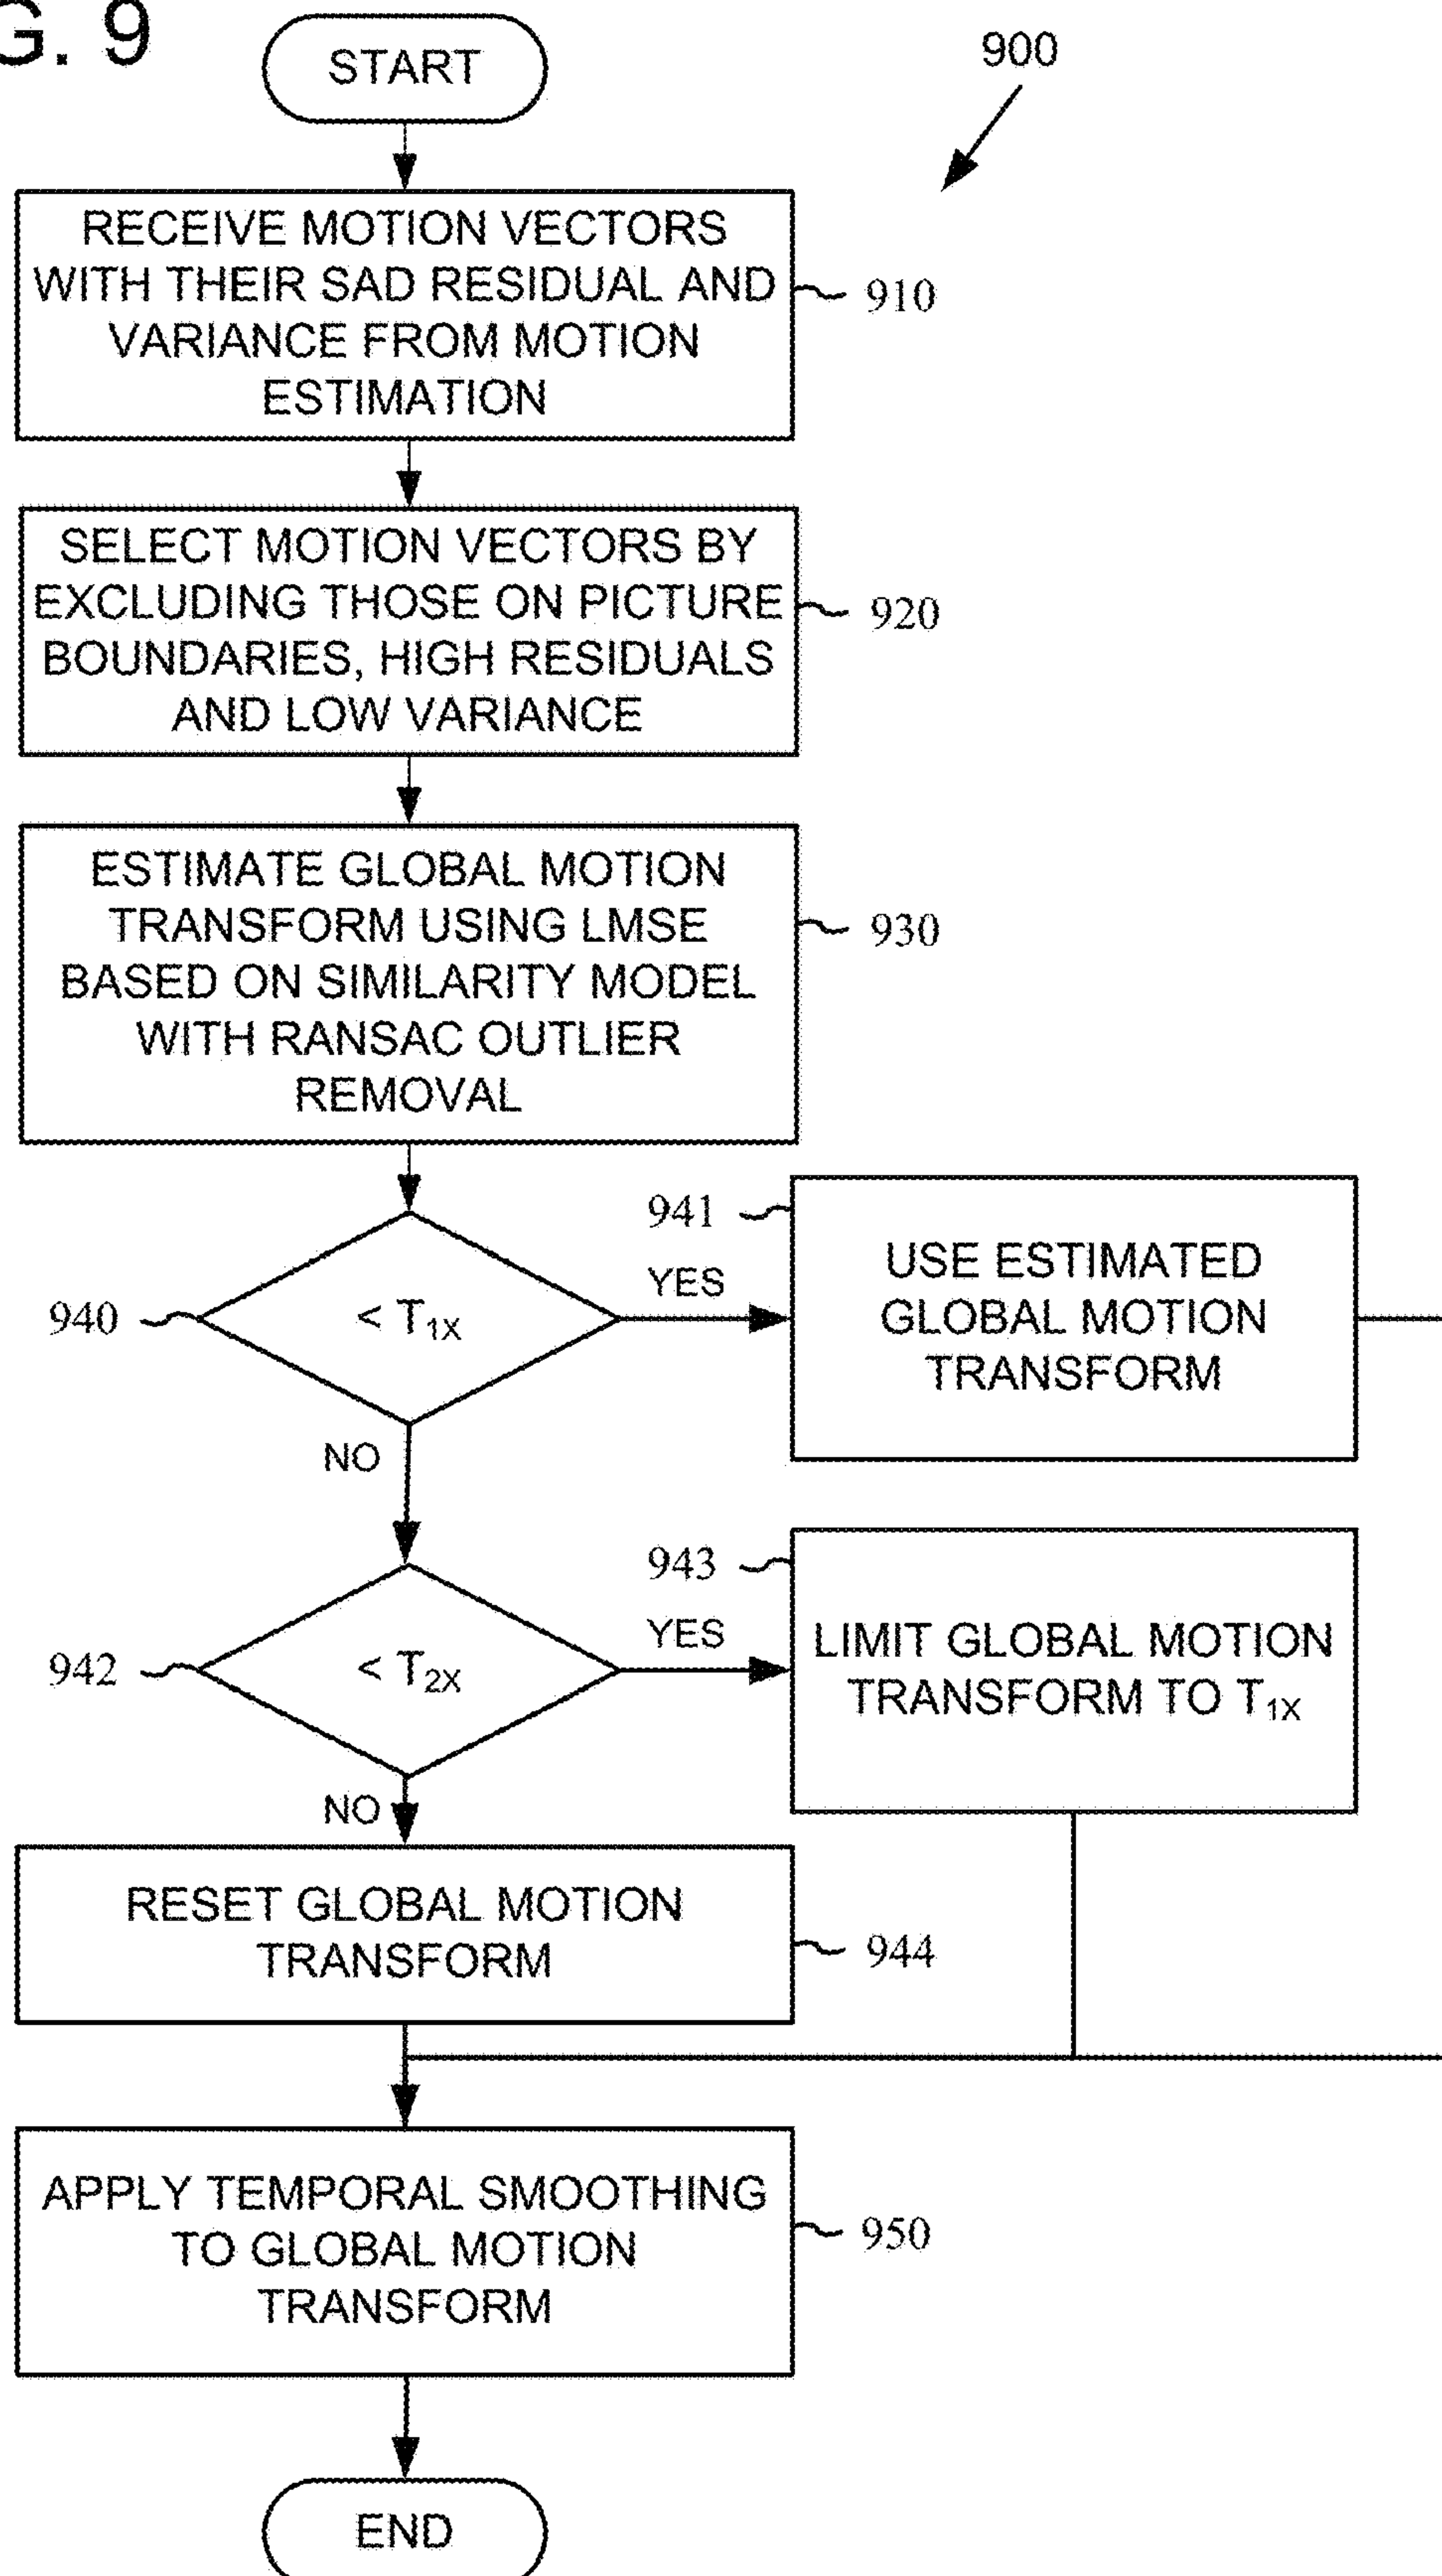 G. 9
START
900
RECEIVE MOTION VECTORS
WITH THEIR SAD RESIDUAL AND
VARIANCE FROM MOTION
ESTIMATION
910
SELECT MOTION VECTORS BY
EXCLUDING THOSE ON PICTURE
BOUNDARIES, HIGH RESIDUALS
AND LOW VARIANCE
920
ESTIMATE GLOBAL MOTION
TRANSFORM USING LMSE
BASED ON SIMILARITY MODEL
WITH RANSAC OUTLIER
REMOVAL
930
940
< T1X
YES
NO
941
USE ESTIMATED
GLOBAL MOTION
TRANSFORM
942
< T2X
YES
NO
943
LIMIT GLOBAL MOTION
TRANSFORM TO T1X
RESET GLOBAL MOTION
TRANSFORM
944
APPLY TEMPORAL SMOOTHING
TO GLOBAL MOTION
TRANSFORM
950
END